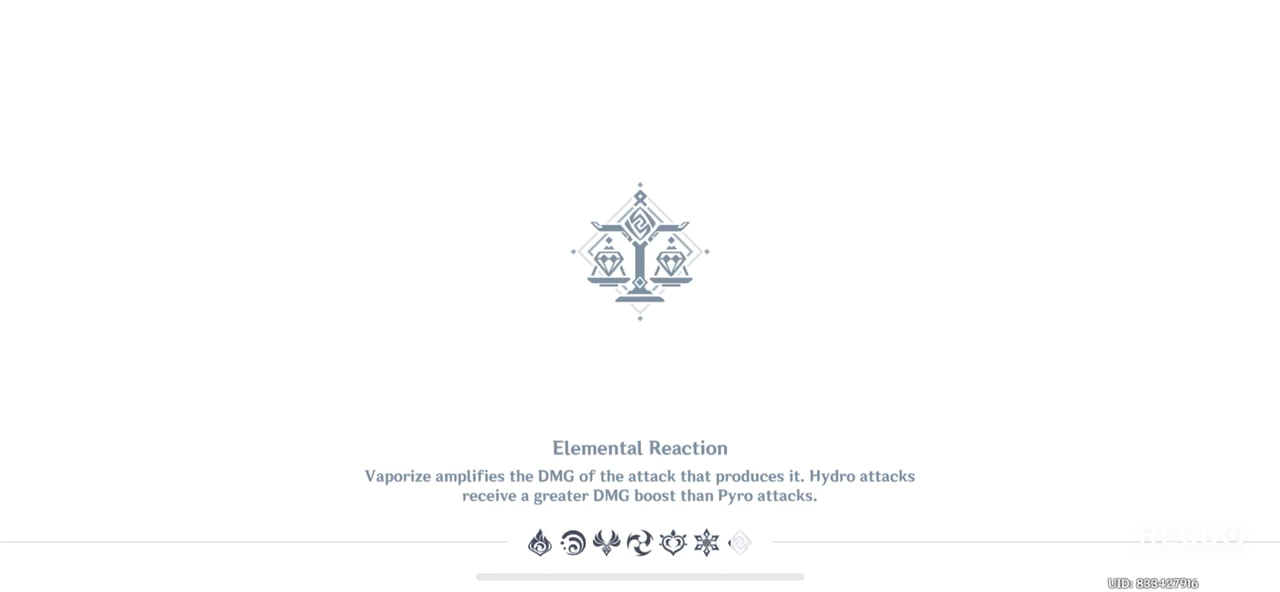 Elemental Reaction
Vaporize amplifies the DMG of the attack that produces it. Hydro attacks
receive a greater DMG boost than Pyro attacks.
UID: 833427916